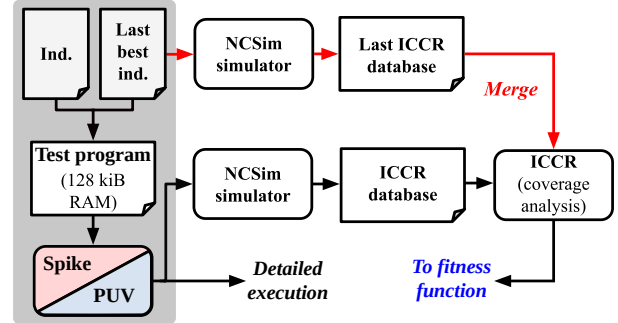 Ind.
Last
best
ind.
NCSim
simulator
Last ICCR
database
Merge
Test program
(128 kiB
RAM)
NCSim
simulator
ICCR
database
ICCR
(coverage
analysis)
Spike
PUV
Detailed
execution
To fitness
function